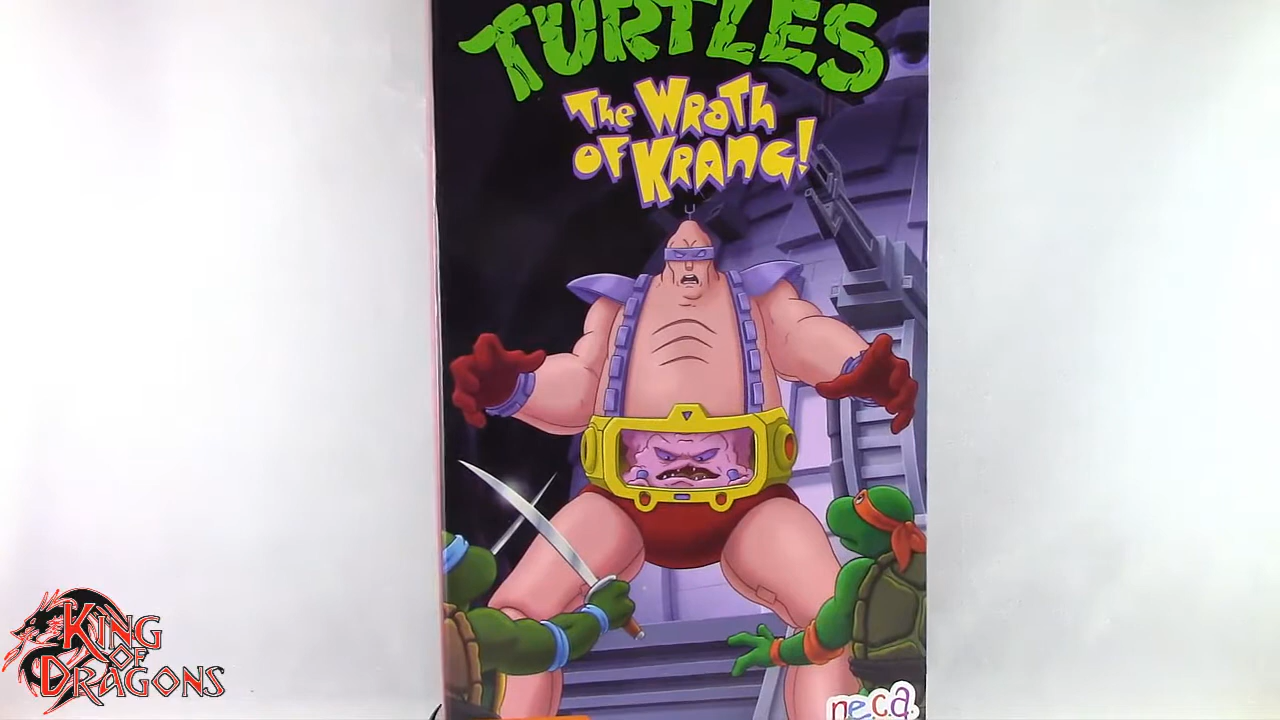 TURTLES
The WRath
OF KRANG!
KING
OF
DRAGONS
neca